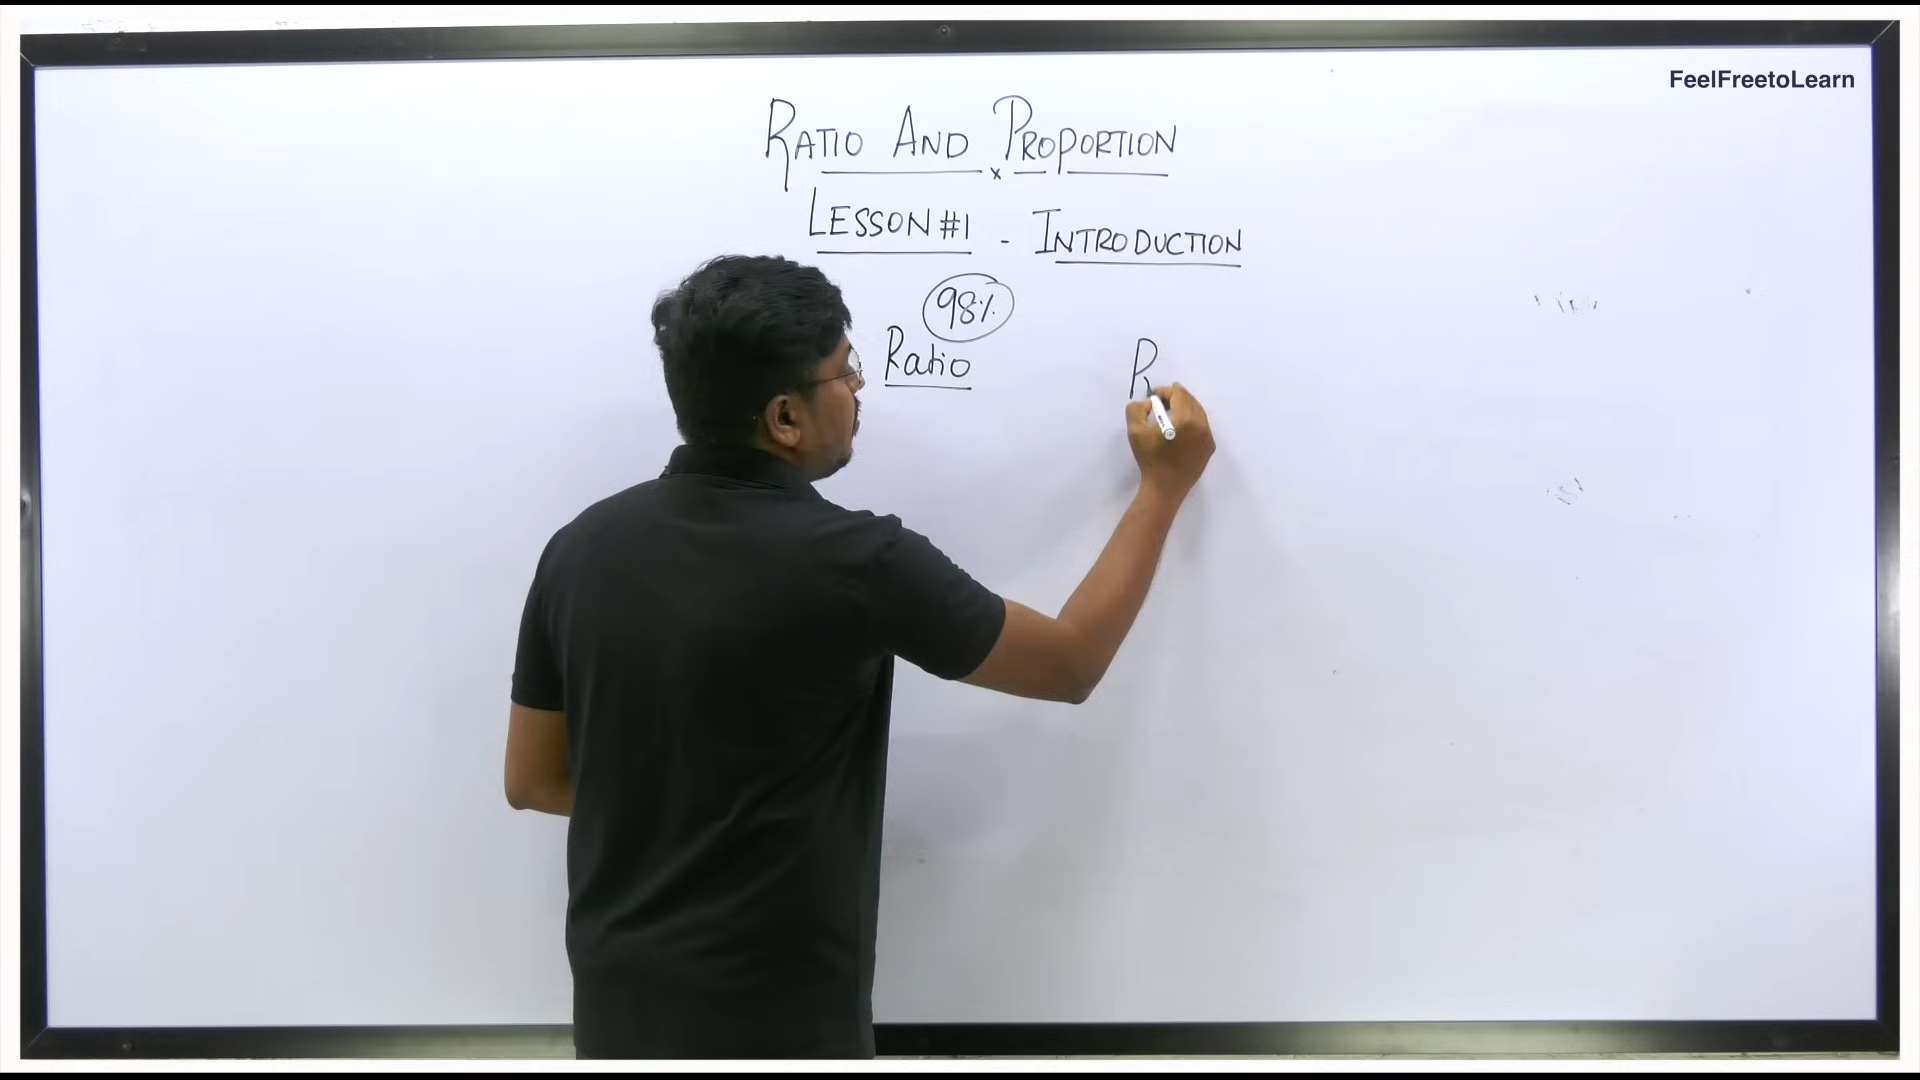 FeelFreetoLearn
RATIO AND PROPORTION
LESSON #1 - INTRODUCTION
98%
Ratio